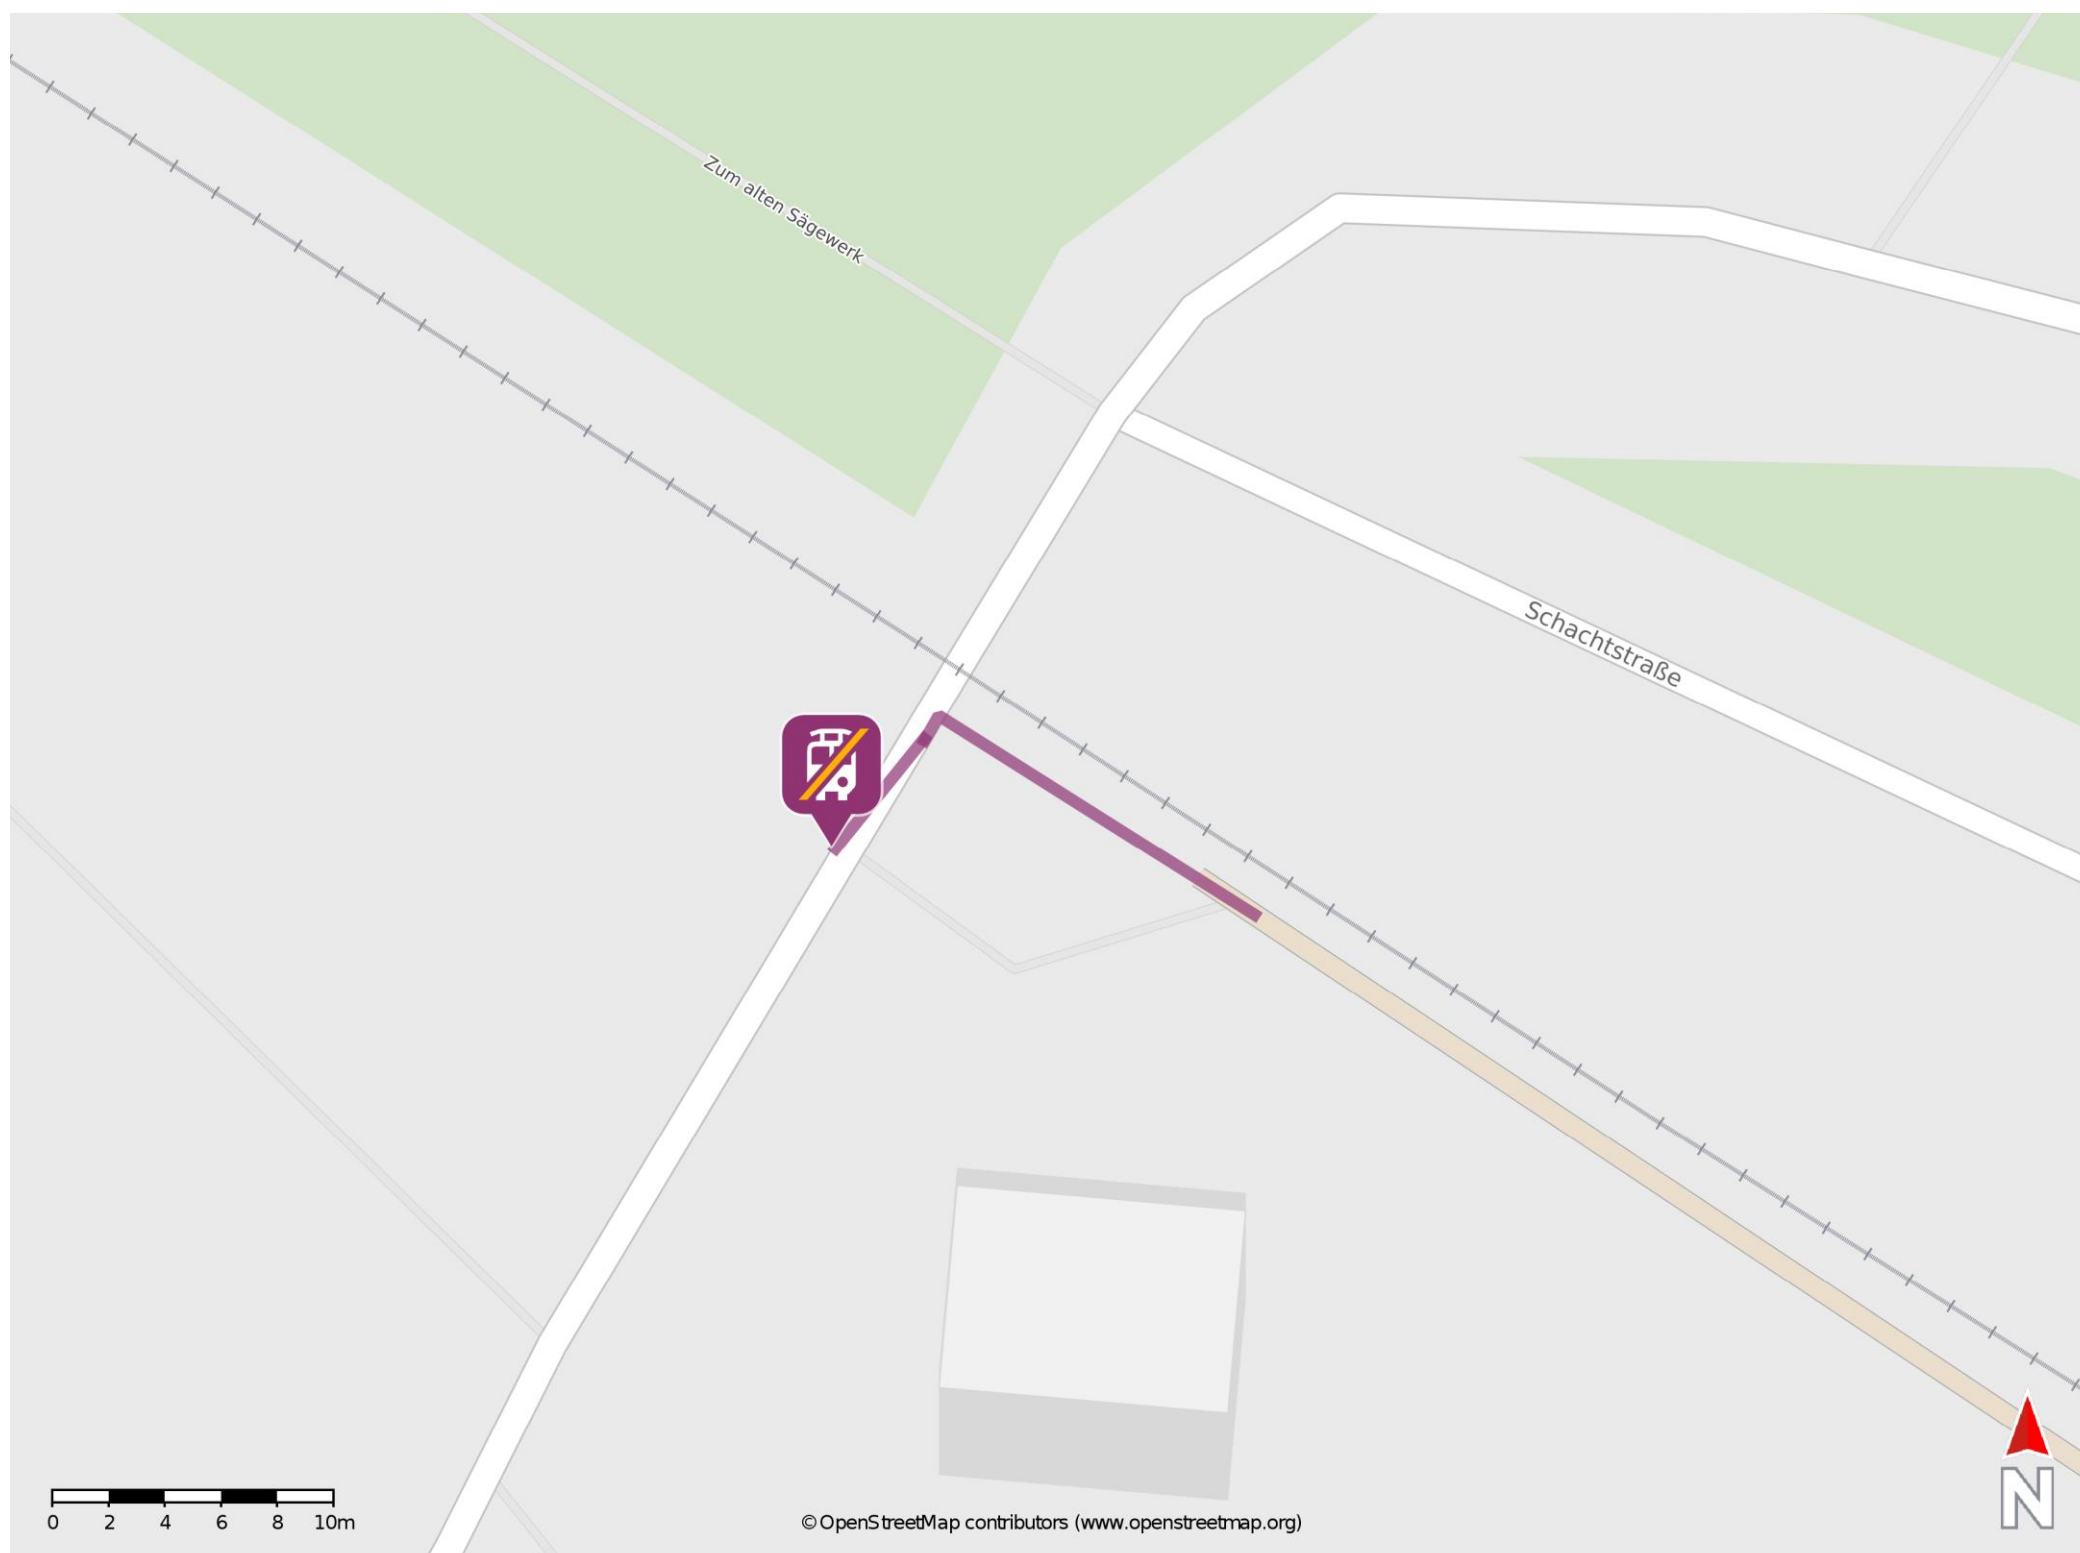 Zum alten Sägewerk
Schachtstraße
0 2 4 6 8 10m
© OpenStreetMap contributors (www.openstreetmap.org)
N